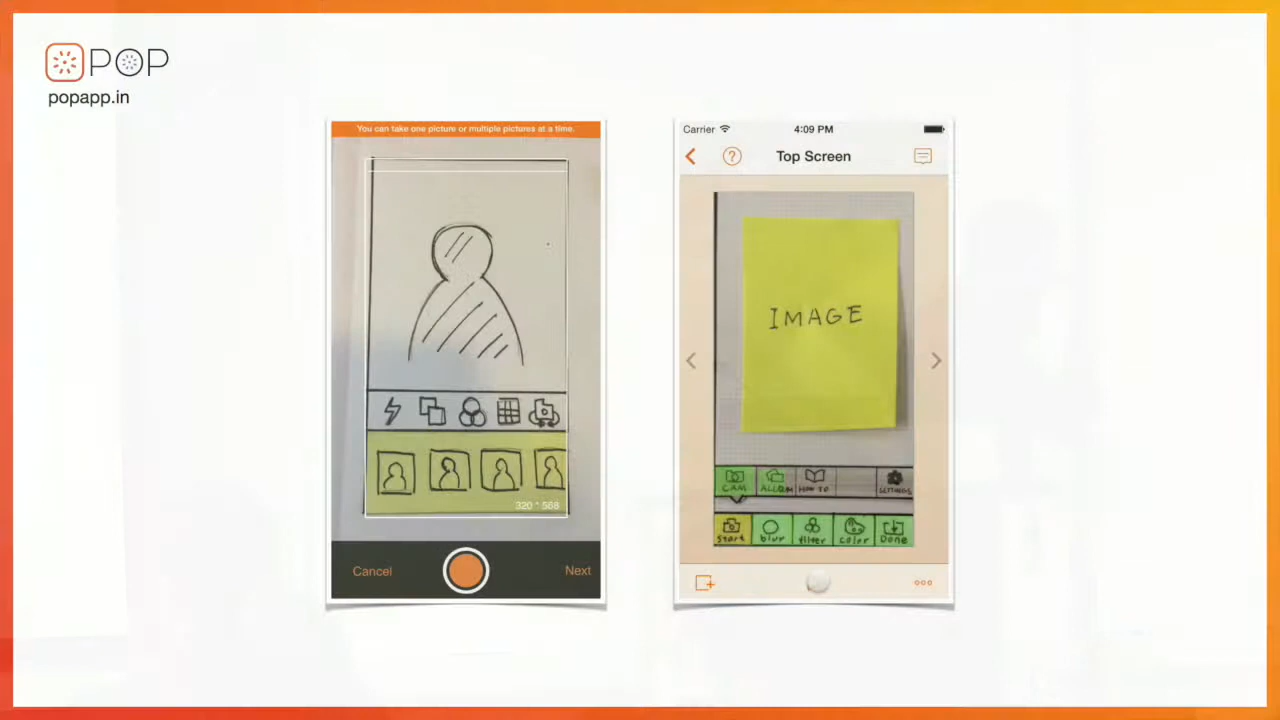 POP
popapp.in
You can take one picture or multiple pictures at a time.
320 * 568
Cancel
Next
Carrier
4:09 PM
?
Top Screen
IMAGE
CAM ALBUM HOW TO SETTINGS
Start blur filter color Done